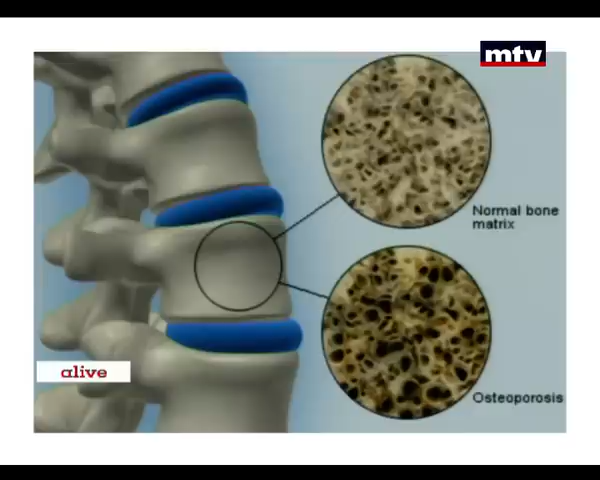 mtv
Normal bone
matrix
alive
Osteoporosis